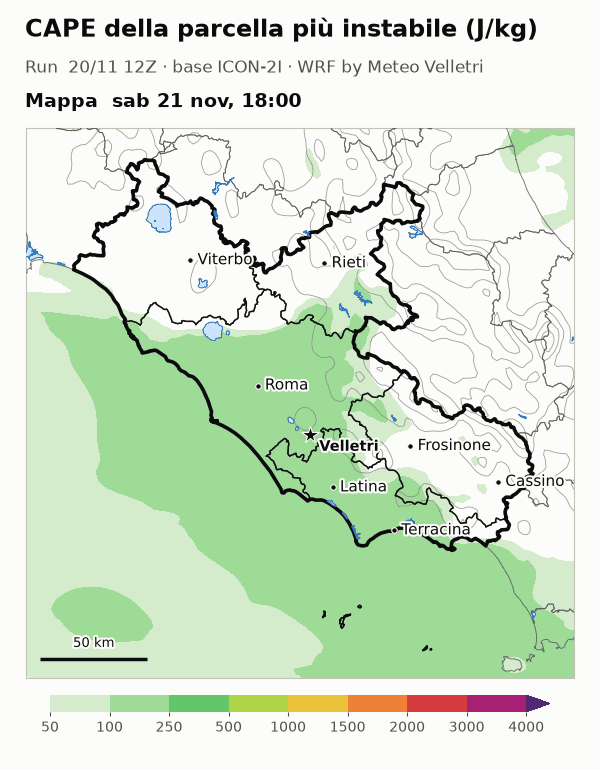 CAPE della parcella più instabile (J/kg)
Run  20/11 12Z · base ICON-2I · WRF by Meteo Velletri
Mappa  sab 21 nov, 18:00
Viterbo
Rieti
Roma
Velletri
Frosinone
Latina
Cassino
Terracina
50 km
50 100 250 500 1000 1500 2000 3000 4000